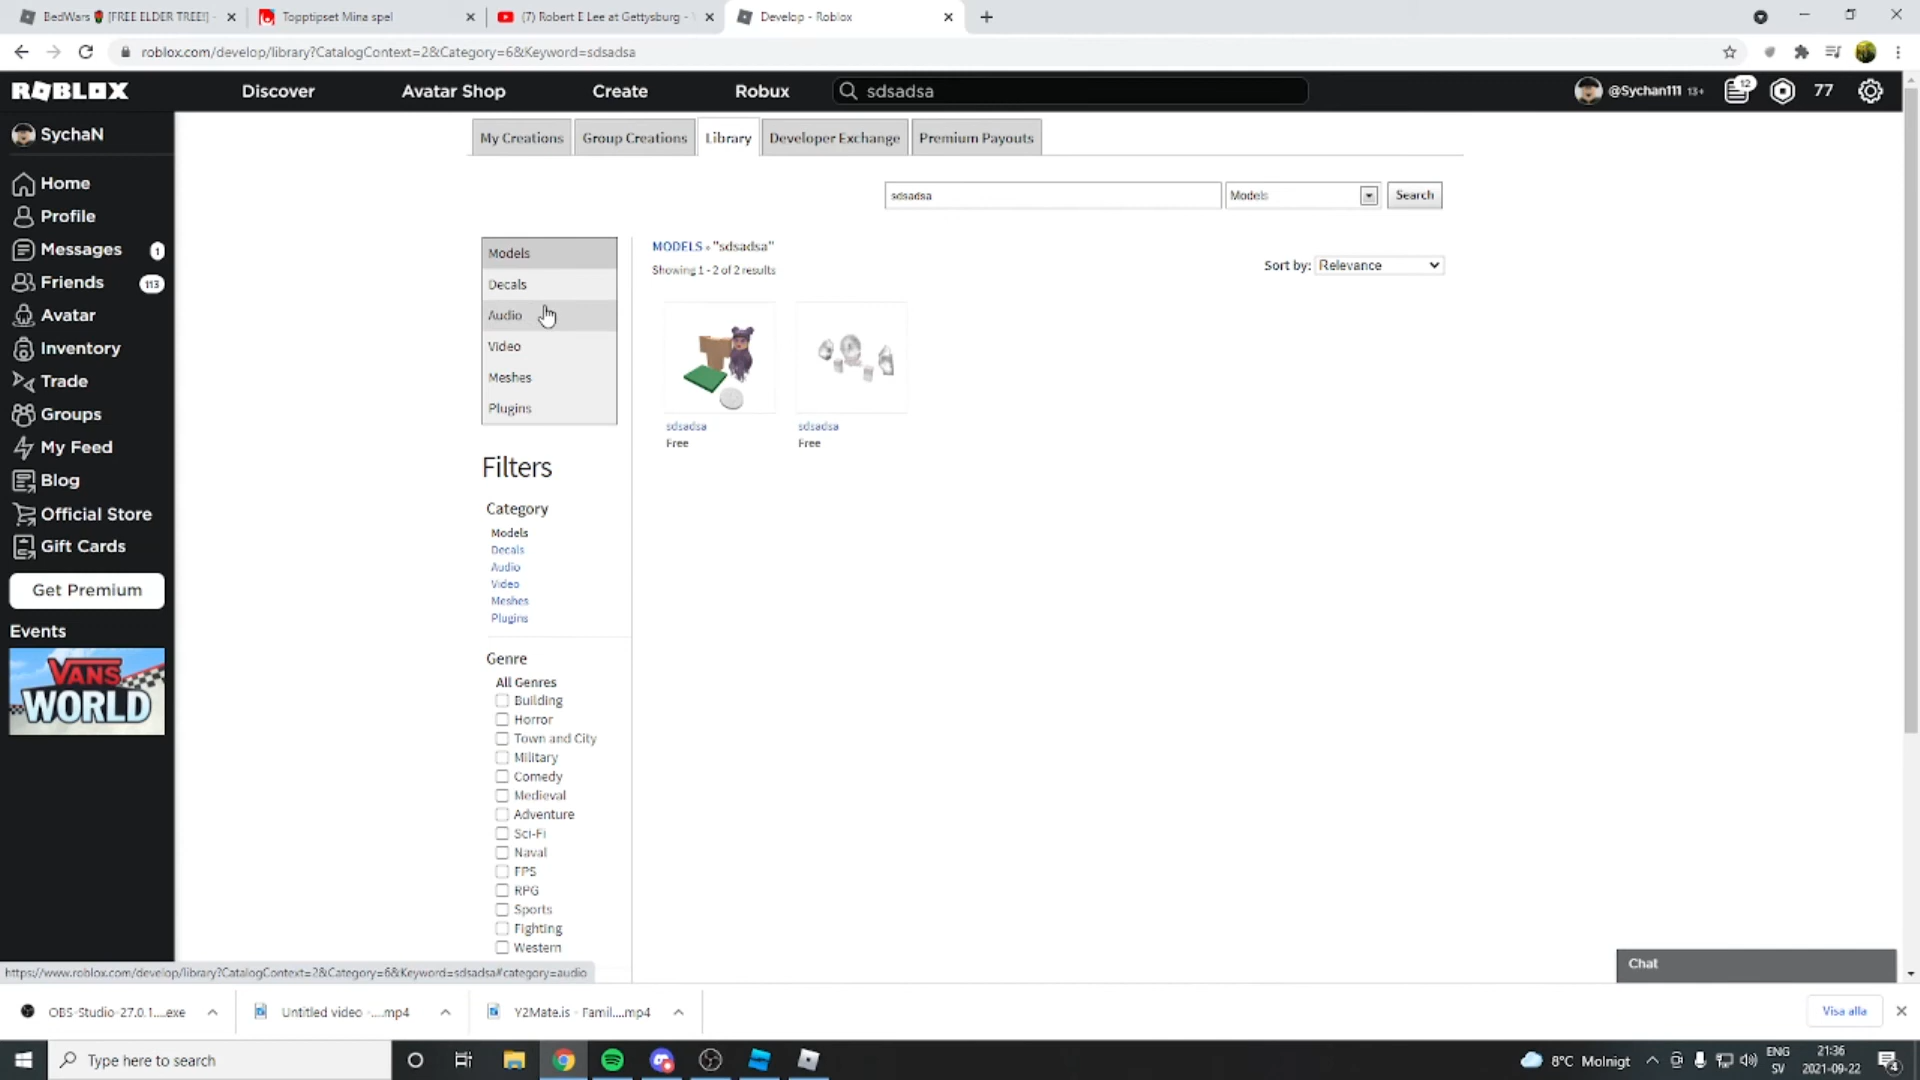 BedWars [FREE ELDER TREE!] -
Topptipset Mina spel
(7) Robert E Lee at Gettysburg -
Develop - Roblox
roblox.com/develop/library?CatalogContext=2&Category=6&Keyword=sdsadsa
ROBLOX
Discover
Avatar Shop
Create
Robux
sdsadsa
@Sychan111 13+
12
77
SychaN
Home
Profile
Messages 1
Friends 113
Avatar
Inventory
Trade
Groups
My Feed
Blog
Official Store
Gift Cards
Get Premium
Events
VANS
WORLD
My Creations
Group Creations
Library
Developer Exchange
Premium Payouts
sdsadsa
Models
Search
Models
Decals
Audio
Video
Meshes
Plugins
MODELS » "sdsadsa"
Showing 1 - 2 of 2 results
Sort by: Relevance
sdsadsa
Free
sdsadsa
Free
Filters
Category
Models
Decals
Audio
Video
Meshes
Plugins
Genre
All Genres
Building
Horror
Town and City
Military
Comedy
Medieval
Adventure
Sci-Fi
Naval
FPS
RPG
Sports
Fighting
Western
Chat
https://www.roblox.com/develop/library?CatalogContext=2&Category=6&Keyword=sdsadsa#category=audio
OBS-Studio-27.0.1....exe
Untitled video -....mp4
Y2Mate.is - Famil....mp4
Visa alla
Type here to search
8°C Molnigt
ENG
SV
21:36
2021-09-22
4